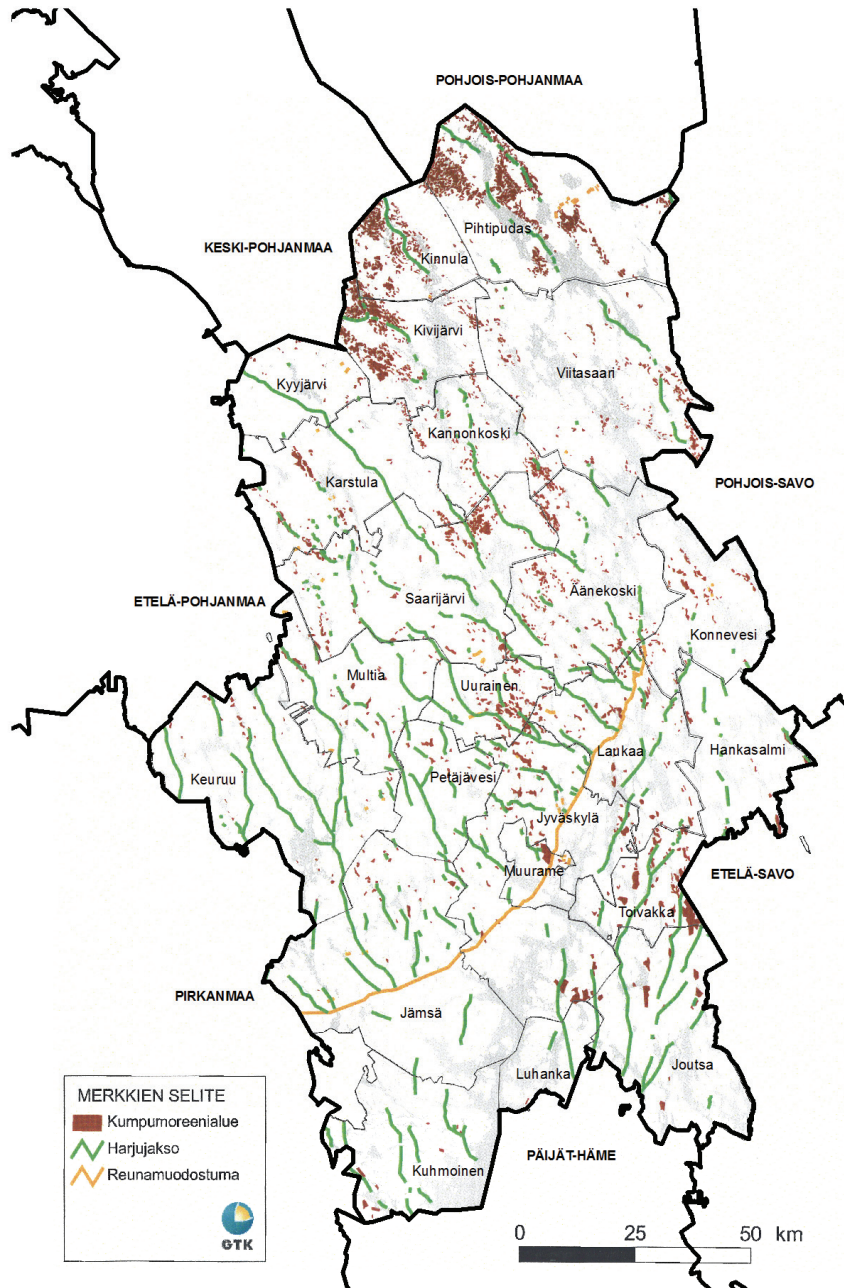 POHJOIS-POHJANMAA
KESKI-POHJANMAA
Pihtipudas
Kinnula
Kivijärvi
Viitasaari
Kyyjärvi
Kannonkoski
Karstula
POHJOIS-SAVO
ETELÄ-POHJANMAA
Saarijärvi
Äänekoski
Konnevesi
Multia
Uurainen
Laukaa
Hankasalmi
Keuruu
Petäjävesi
Jyväskylä
Muurame
ETELÄ-SAVO
Toivakka
PIRKANMAA
Jämsä
Luhanka
Joutsa
MERKKIEN SELITE
Kumpumoreenialue
Harjujakso
Reunamuodostuma
GTK
Kuhmoinen
PÄIJÄT-HÄME
0 25 50 km